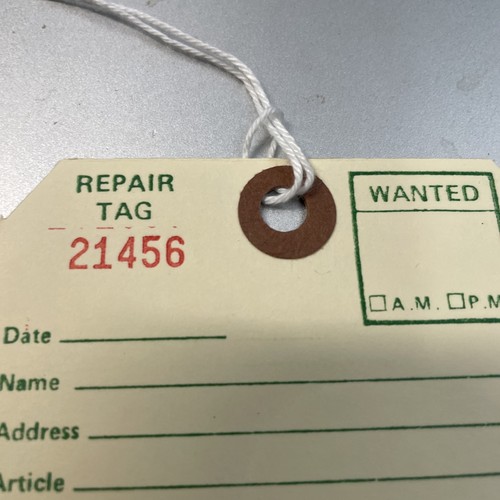 REPAIR
TAG
21456
WANTED
☐ A.M. ☐ P.M
Date
Name
Address
Article